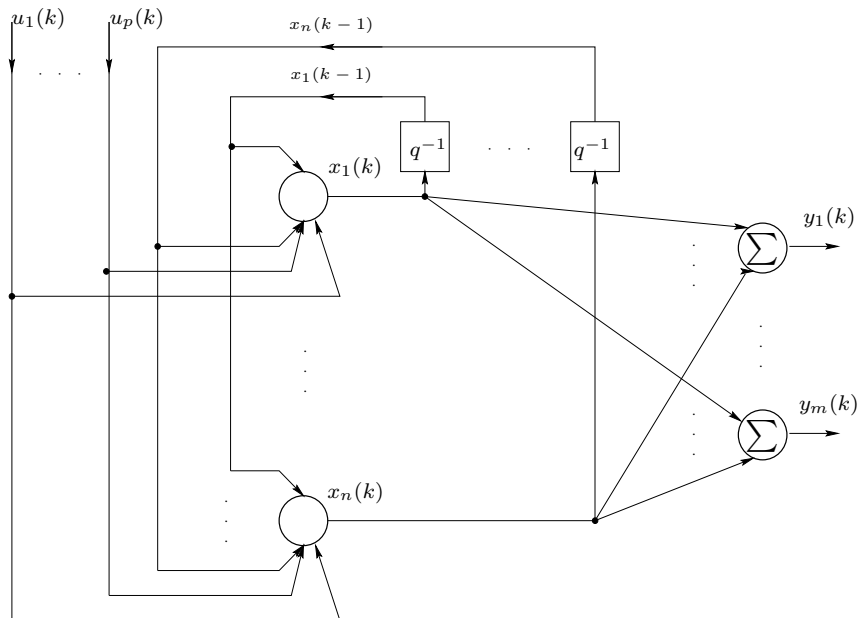 u₁(k) uₚ(k)
. . .
xₙ(k − 1)
x₁(k − 1)
q⁻¹ . . . q⁻¹
x₁(k)
y₁(k)
Σ
yₘ(k)
Σ
xₙ(k)